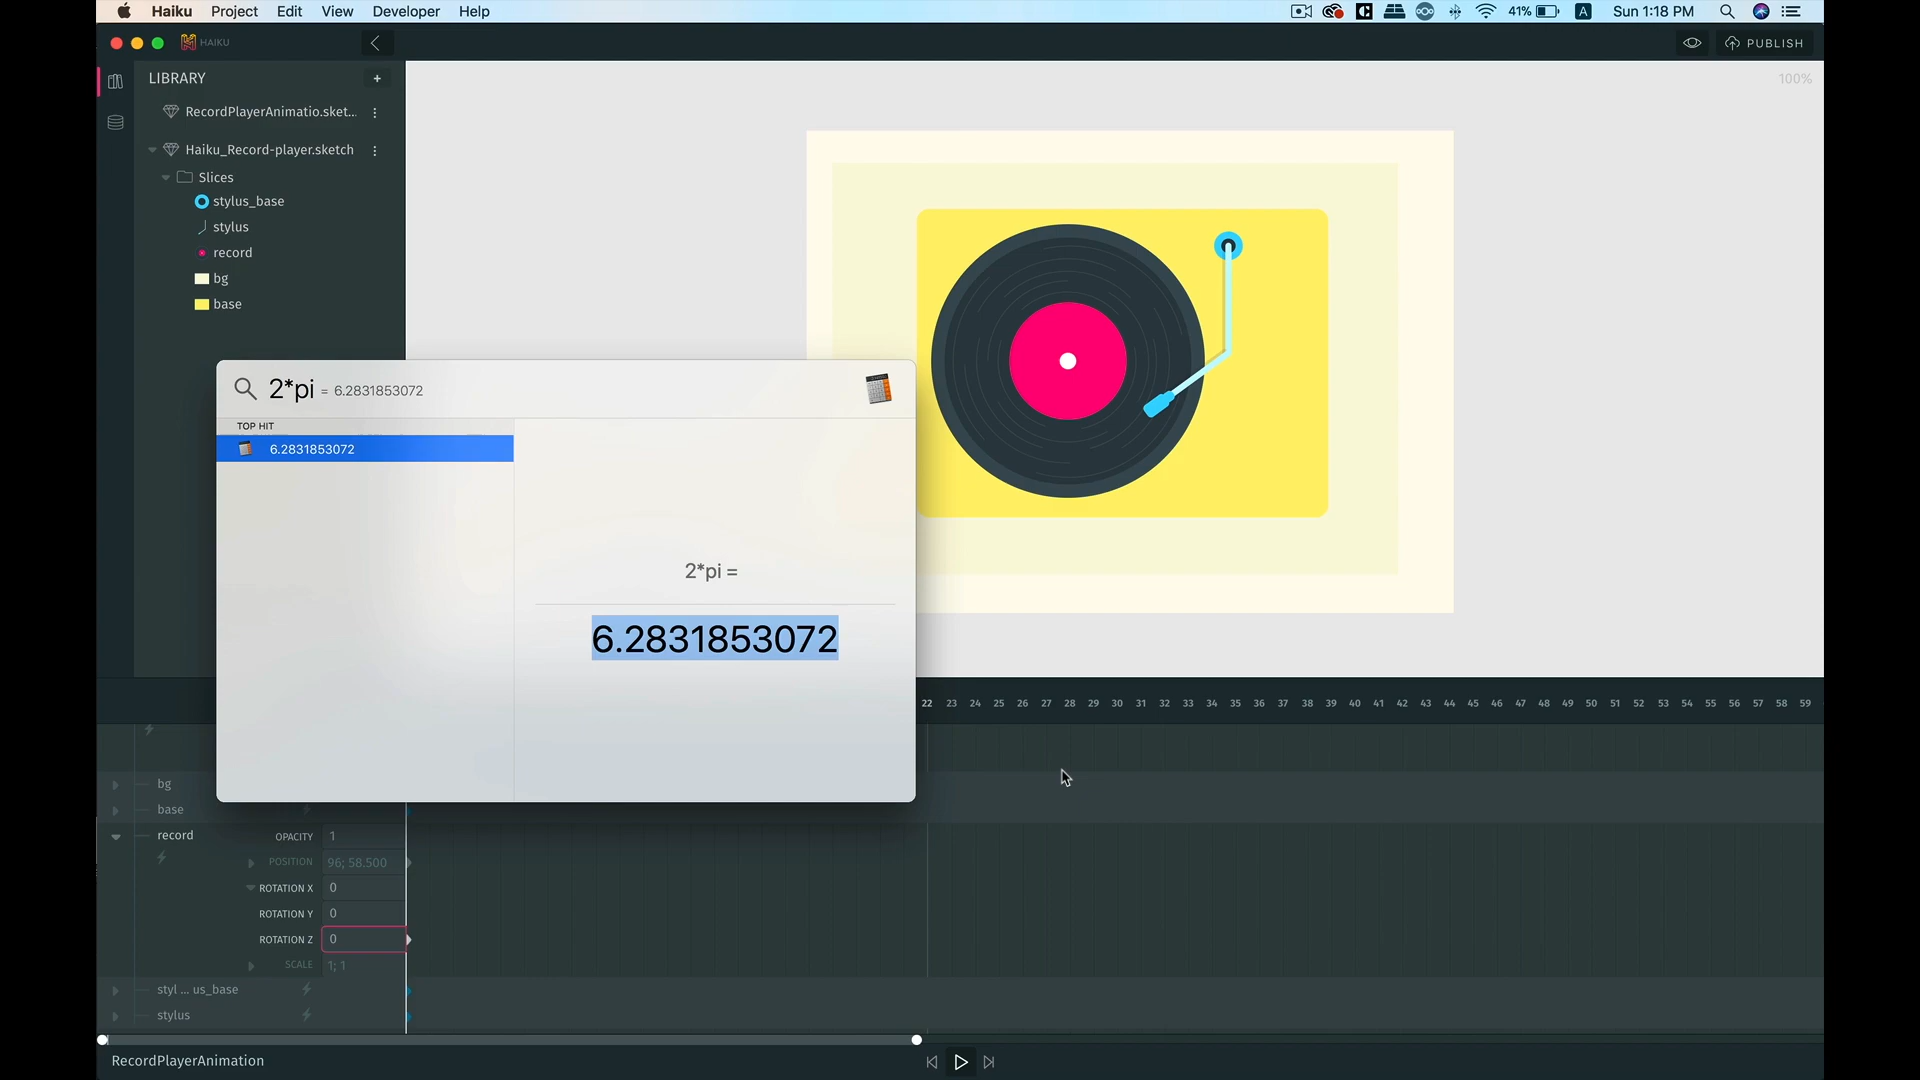 Haiku Project Edit View Developer Help 41% A Sun 1:18 PM
HAIKU PUBLISH
LIBRARY +
100%
RecordPlayerAnimatio.sket...
Haiku_Record-player.sketch
Slices
stylus_base
stylus
record
bg
base
2*pi = 6.2831853072
TOP HIT
6.2831853072
2*pi =
6.2831853072
22 23 24 25 26 27 28 29 30 31 32 33 34 35 36 37 38 39 40 41 42 43 44 45 46 47 48 49 50 51 52 53 54 55 56 57 58 59
bg
base
record OPACITY 1
POSITION 96; 58.500
ROTATION X 0
ROTATION Y 0
ROTATION Z 0
SCALE 1; 1
styl ... us_base
stylus
RecordPlayerAnimation